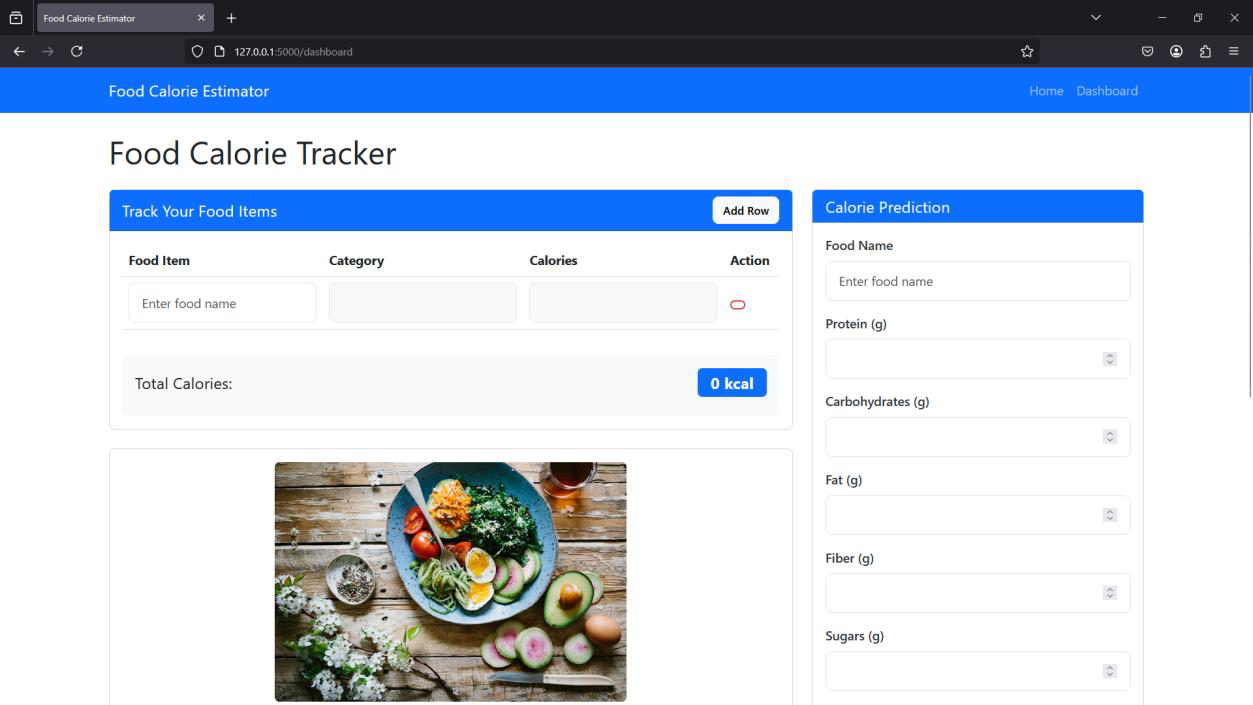 Food Calorie Estimator
127.0.0.1:5000/dashboard
Food Calorie Estimator
Home Dashboard
Food Calorie Tracker
Track Your Food Items
Add Row
Food Item Category Calories Action
Enter food name
Total Calories:
0 kcal
Calorie Prediction
Food Name
Enter food name
Protein (g)
Carbohydrates (g)
Fat (g)
Fiber (g)
Sugars (g)